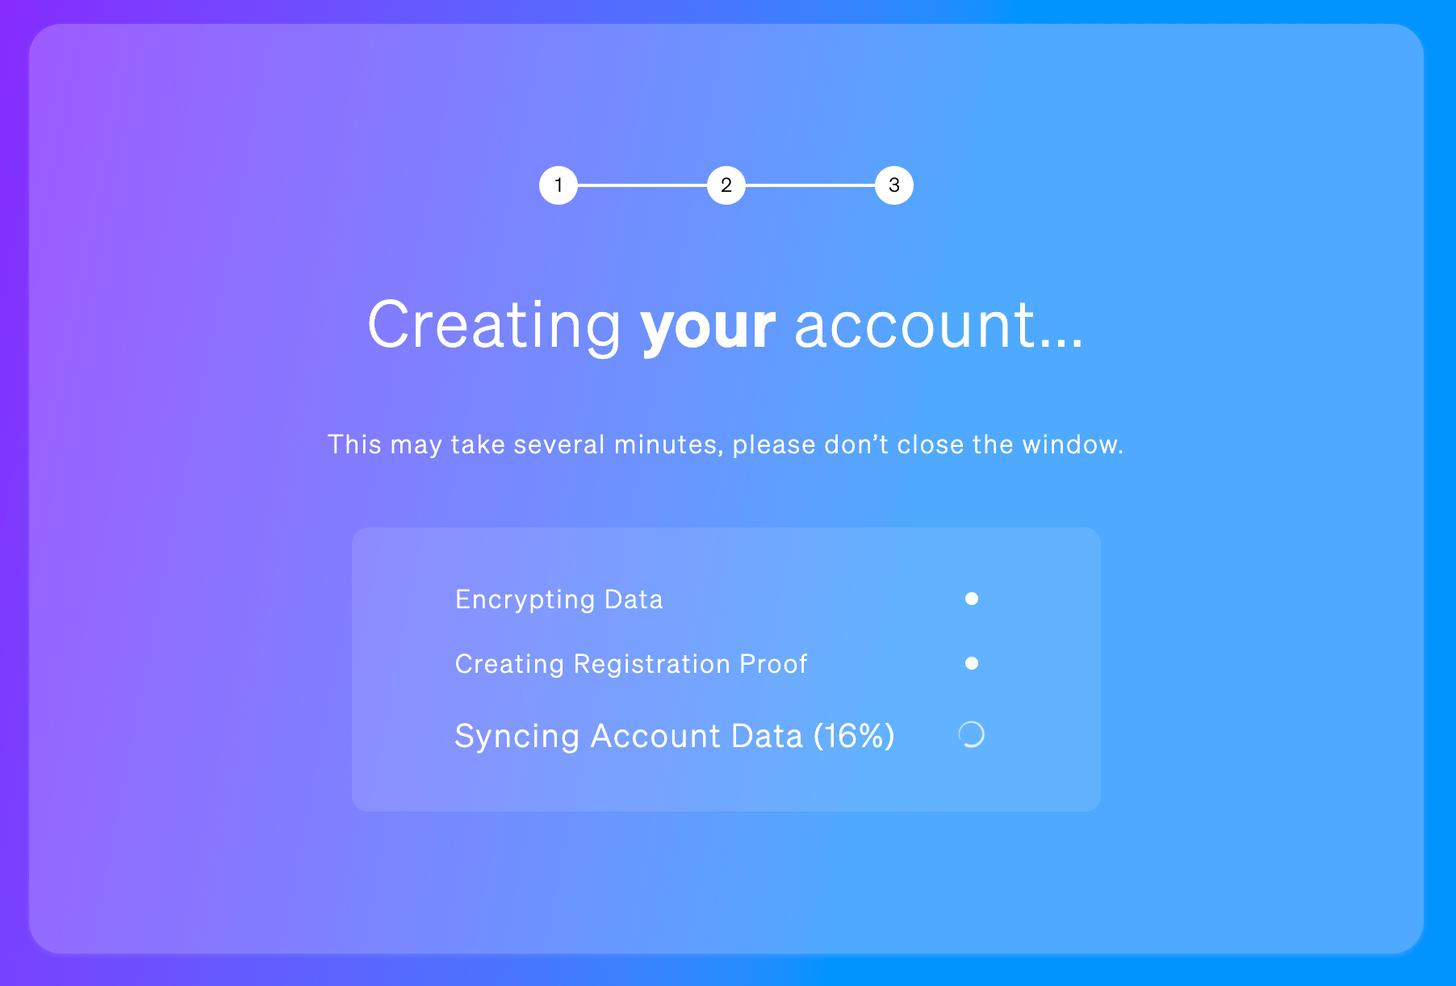 1 2 3
Creating your account...
This may take several minutes, please don’t close the window.
Encrypting Data
Creating Registration Proof
Syncing Account Data (16%)